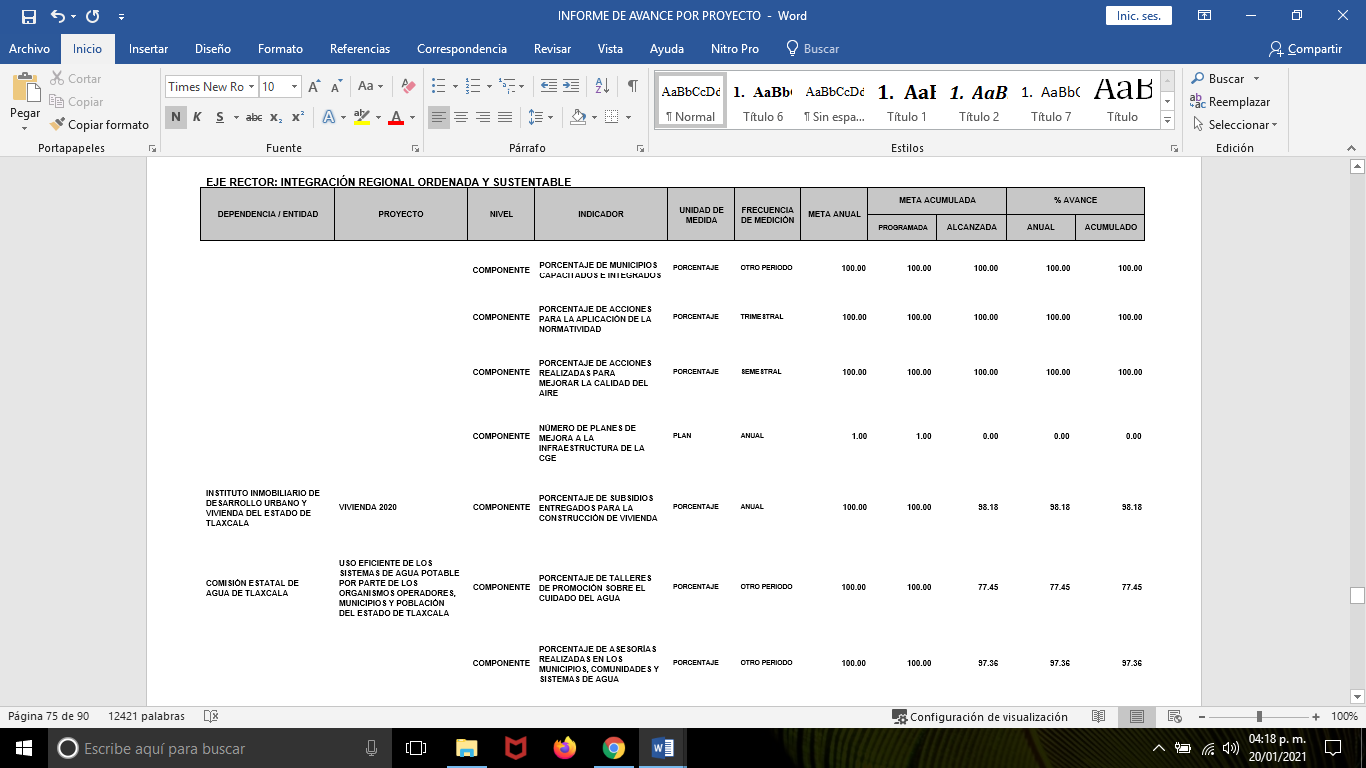 INFORME DE AVANCE POR PROYECTO - Word
Inic. ses.
Archivo Inicio Insertar Diseño Formato Referencias Correspondencia Revisar Vista Ayuda Nitro Pro Buscar Compartir
Pegar
Cortar
Copiar
Copiar formato
Portapapeles
Times New Ro 10
N K S abc x₂ x²
Fuente
Párrafo
AaBbCcDd 1. AaBb( AaBbCcDd 1. AaB 1. AaB 1. AaBb( AaB
¶ Normal Título 6 ¶ Sin espa... Título 1 Título 2 Título 7 Título
Estilos
Buscar
Reemplazar
Seleccionar
Edición
EJE RECTOR: INTEGRACIÓN REGIONAL ORDENADA Y SUSTENTABLE
DEPENDENCIA / ENTIDAD PROYECTO NIVEL INDICADOR UNIDAD DE MEDIDA FRECUENCIA DE MEDICIÓN META ANUAL META ACUMULADA % AVANCE
PROGRAMADA ALCANZADA ANUAL ACUMULADO
COMPONENTE
PORCENTAJE DE MUNICIPIOS
CAPACITADOS E INTEGRADOS
PORCENTAJE OTRO PERIODO 100.00 100.00 100.00 100.00 100.00
COMPONENTE
PORCENTAJE DE ACCIONES
PARA LA APLICACIÓN DE LA
NORMATIVIDAD
PORCENTAJE TRIMESTRAL 100.00 100.00 100.00 100.00 100.00
COMPONENTE
PORCENTAJE DE ACCIONES
REALIZADAS PARA
MEJORAR LA CALIDAD DEL
AIRE
PORCENTAJE SEMESTRAL 100.00 100.00 100.00 100.00 100.00
COMPONENTE
NÚMERO DE PLANES DE
MEJORA A LA
INFRAESTRUCTURA DE LA
CGE
PLAN ANUAL 1.00 1.00 0.00 0.00 0.00
INSTITUTO INMOBILIARIO DE
DESARROLLO URBANO Y
VIVIENDA DEL ESTADO DE
TLAXCALA
VIVIENDA 2020
COMPONENTE
PORCENTAJE DE SUBSIDIOS
ENTREGADOS PARA LA
CONSTRUCCIÓN DE VIVIENDA
PORCENTAJE ANUAL 100.00 100.00 98.18 98.18 98.18
COMISIÓN ESTATAL DE
AGUA DE TLAXCALA
USO EFICIENTE DE LOS
SISTEMAS DE AGUA POTABLE
POR PARTE DE LOS
ORGANISMOS OPERADORES,
MUNICIPIOS Y POBLACIÓN
DEL ESTADO DE TLAXCALA
COMPONENTE
PORCENTAJE DE TALLERES
DE PROMOCIÓN SOBRE EL
CUIDADO DEL AGUA
PORCENTAJE OTRO PERIODO 100.00 100.00 77.45 77.45 77.45
COMPONENTE
PORCENTAJE DE ASESORÍAS
REALIZADAS EN LOS
MUNICIPIOS, COMUNIDADES Y
SISTEMAS DE AGUA
PORCENTAJE OTRO PERIODO 100.00 100.00 97.36 97.36 97.36
Página 75 de 90 12421 palabras Configuración de visualización 100%
Escribe aquí para buscar
04:18 p. m.
20/01/2021